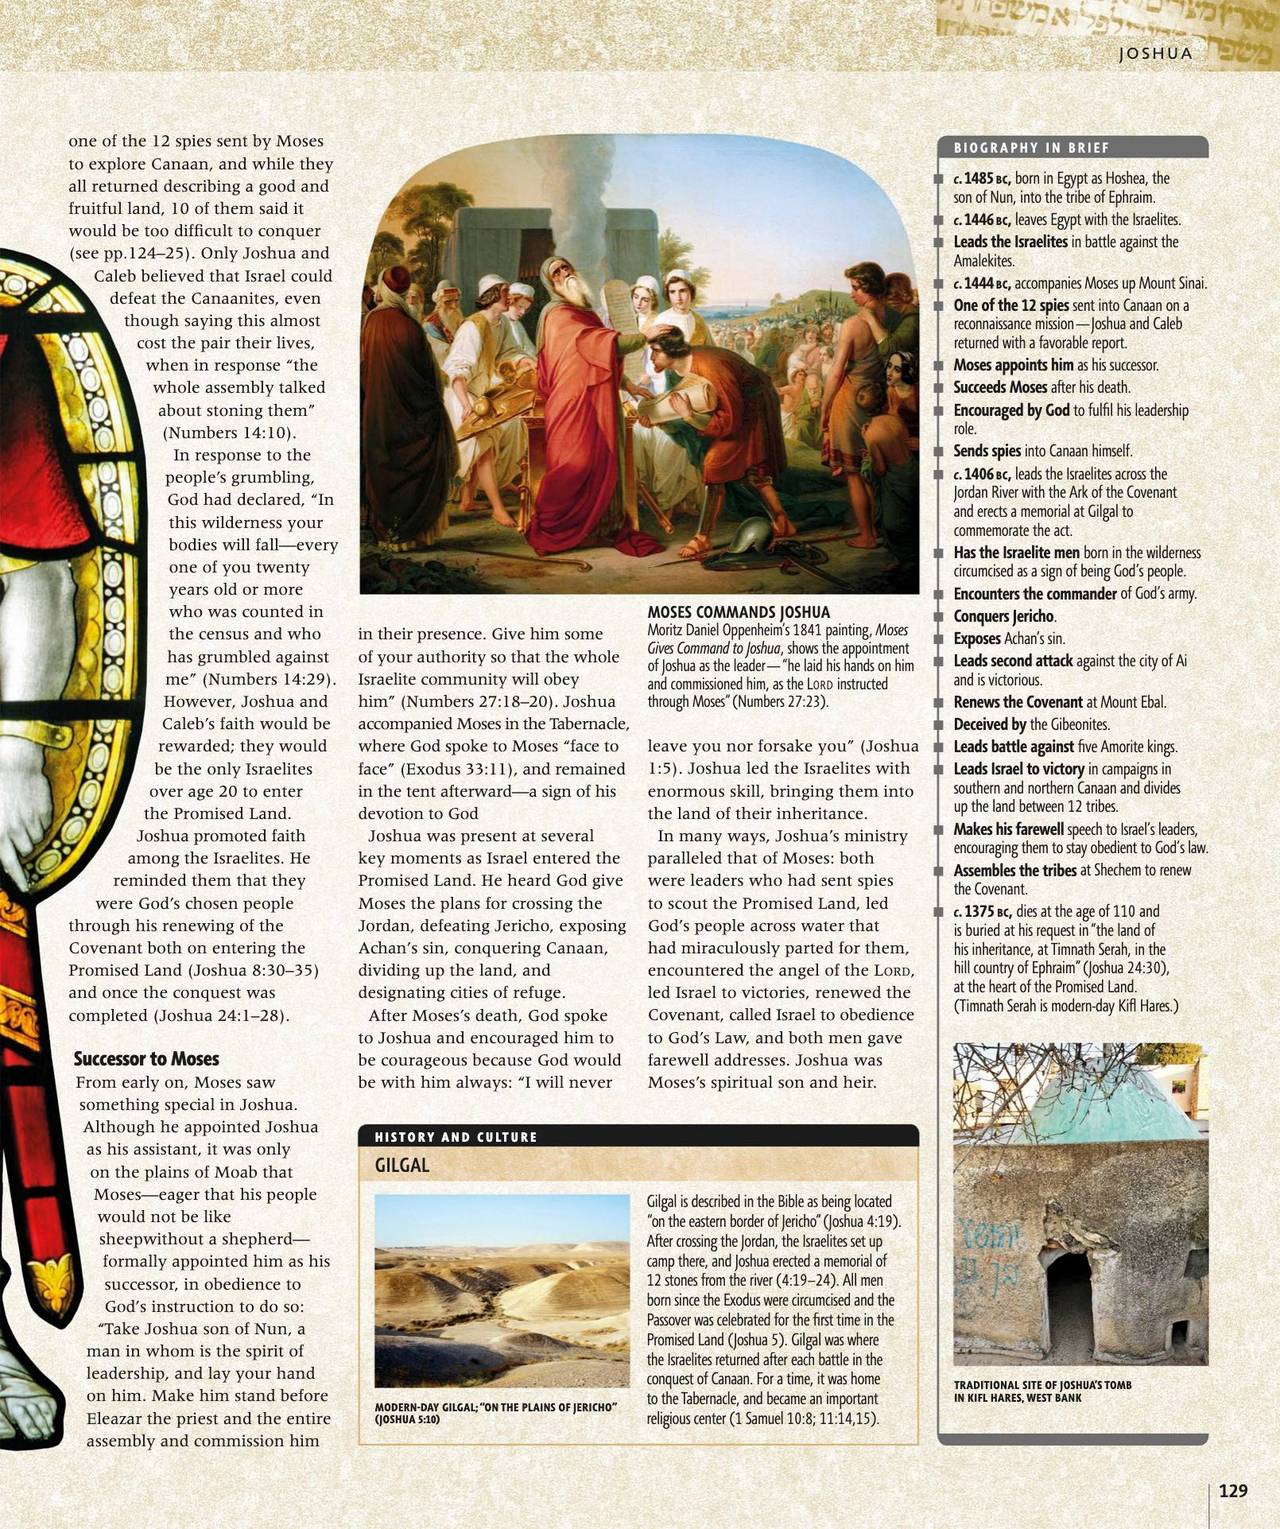 JOSHUA
one of the 12 spies sent by Moses
to explore Canaan, and while they
all returned describing a good and
fruitful land, 10 of them said it
would be too difficult to conquer
(see pp.124–25). Only Joshua and
Caleb believed that Israel could
defeat the Canaanites, even
though saying this almost
cost the pair their lives,
when in response “the
whole assembly talked
about stoning them”
(Numbers 14:10).
In response to the
people’s grumbling,
God had declared, “In
this wilderness your
bodies will fall—every
one of you twenty
years old or more
who was counted in
the census and who
has grumbled against
me” (Numbers 14:29).
However, Joshua and
Caleb’s faith would be
rewarded; they would
be the only Israelites
over age 20 to enter
the Promised Land.
Joshua promoted faith
among the Israelites. He
reminded them that they
were God’s chosen people
through his renewing of the
Covenant both on entering the
Promised Land (Joshua 8:30–35)
and once the conquest was
completed (Joshua 24:1–28).
Successor to Moses
From early on, Moses saw
something special in Joshua.
Although he appointed Joshua
as his assistant, it was only
on the plains of Moab that
Moses—eager that his people
would not be like
sheepwithout a shepherd—
formally appointed him as his
successor, in obedience to
God’s instruction to do so:
“Take Joshua son of Nun, a
man in whom is the spirit of
leadership, and lay your hand
on him. Make him stand before
Eleazar the priest and the entire
assembly and commission him
in their presence. Give him some
of your authority so that the whole
Israelite community will obey
him” (Numbers 27:18–20). Joshua
accompanied Moses in the Tabernacle,
where God spoke to Moses “face to
face” (Exodus 33:11), and remained
in the tent afterward—a sign of his
devotion to God
Joshua was present at several
key moments as Israel entered the
Promised Land. He heard God give
Moses the plans for crossing the
Jordan, defeating Jericho, exposing
Achan’s sin, conquering Canaan,
dividing up the land, and
designating cities of refuge.
After Moses’s death, God spoke
to Joshua and encouraged him to
be courageous because God would
be with him always: “I will never
MOSES COMMANDS JOSHUA
Moritz Daniel Oppenheim’s 1841 painting, Moses
Gives Command to Joshua, shows the appointment
of Joshua as the leader—“he laid his hands on him
and commissioned him, as the LORD instructed
through Moses” (Numbers 27:23).
leave you nor forsake you” (Joshua
1:5). Joshua led the Israelites with
enormous skill, bringing them into
the land of their inheritance.
In many ways, Joshua’s ministry
paralleled that of Moses: both
were leaders who had sent spies
to scout the Promised Land, led
God’s people across water that
had miraculously parted for them,
encountered the angel of the LORD,
led Israel to victories, renewed the
Covenant, called Israel to obedience
to God’s Law, and both men gave
farewell addresses. Joshua was
Moses’s spiritual son and heir.
HISTORY AND CULTURE
GILGAL
MODERN-DAY GILGAL; “ON THE PLAINS OF JERICHO”
(JOSHUA 5:10)
Gilgal is described in the Bible as being located
“on the eastern border of Jericho” (Joshua 4:19).
After crossing the Jordan, the Israelites set up
camp there, and Joshua erected a memorial of
12 stones from the river (4:19–24). All men
born since the Exodus were circumcised and the
Passover was celebrated for the first time in the
Promised Land (Joshua 5). Gilgal was where
the Israelites returned after each battle in the
conquest of Canaan. For a time, it was home
to the Tabernacle, and became an important
religious center (1 Samuel 10:8; 11:14,15).
BIOGRAPHY IN BRIEF
c. 1485 BC, born in Egypt as Hoshea, the
son of Nun, into the tribe of Ephraim.
c. 1446 BC, leaves Egypt with the Israelites.
Leads the Israelites in battle against the
Amalekites.
c. 1444 BC, accompanies Moses up Mount Sinai.
One of the 12 spies sent into Canaan on a
reconnaissance mission—Joshua and Caleb
returned with a favorable report.
Moses appoints him as his successor.
Succeeds Moses after his death.
Encouraged by God to fulfil his leadership
role.
Sends spies into Canaan himself.
c. 1406 BC, leads the Israelites across the
Jordan River with the Ark of the Covenant
and erects a memorial at Gilgal to
commemorate the act.
Has the Israelite men born in the wilderness
circumcised as a sign of being God’s people.
Encounters the commander of God’s army.
Conquers Jericho.
Exposes Achan’s sin.
Leads second attack against the city of Ai
and is victorious.
Renews the Covenant at Mount Ebal.
Deceived by the Gibeonites.
Leads battle against five Amorite kings.
Leads Israel to victory in campaigns in
southern and northern Canaan and divides
up the land between 12 tribes.
Makes his farewell speech to Israel’s leaders,
encouraging them to stay obedient to God’s law.
Assembles the tribes at Shechem to renew
the Covenant.
c. 1375 BC, dies at the age of 110 and
is buried at his request in “the land of
his inheritance, at Timnath Serah, in the
hill country of Ephraim” (Joshua 24:30),
at the heart of the Promised Land.
(Timnath Serah is modern-day Kifl Hares.)
TRADITIONAL SITE OF JOSHUA’S TOMB
IN KIFL HARES, WEST BANK
129